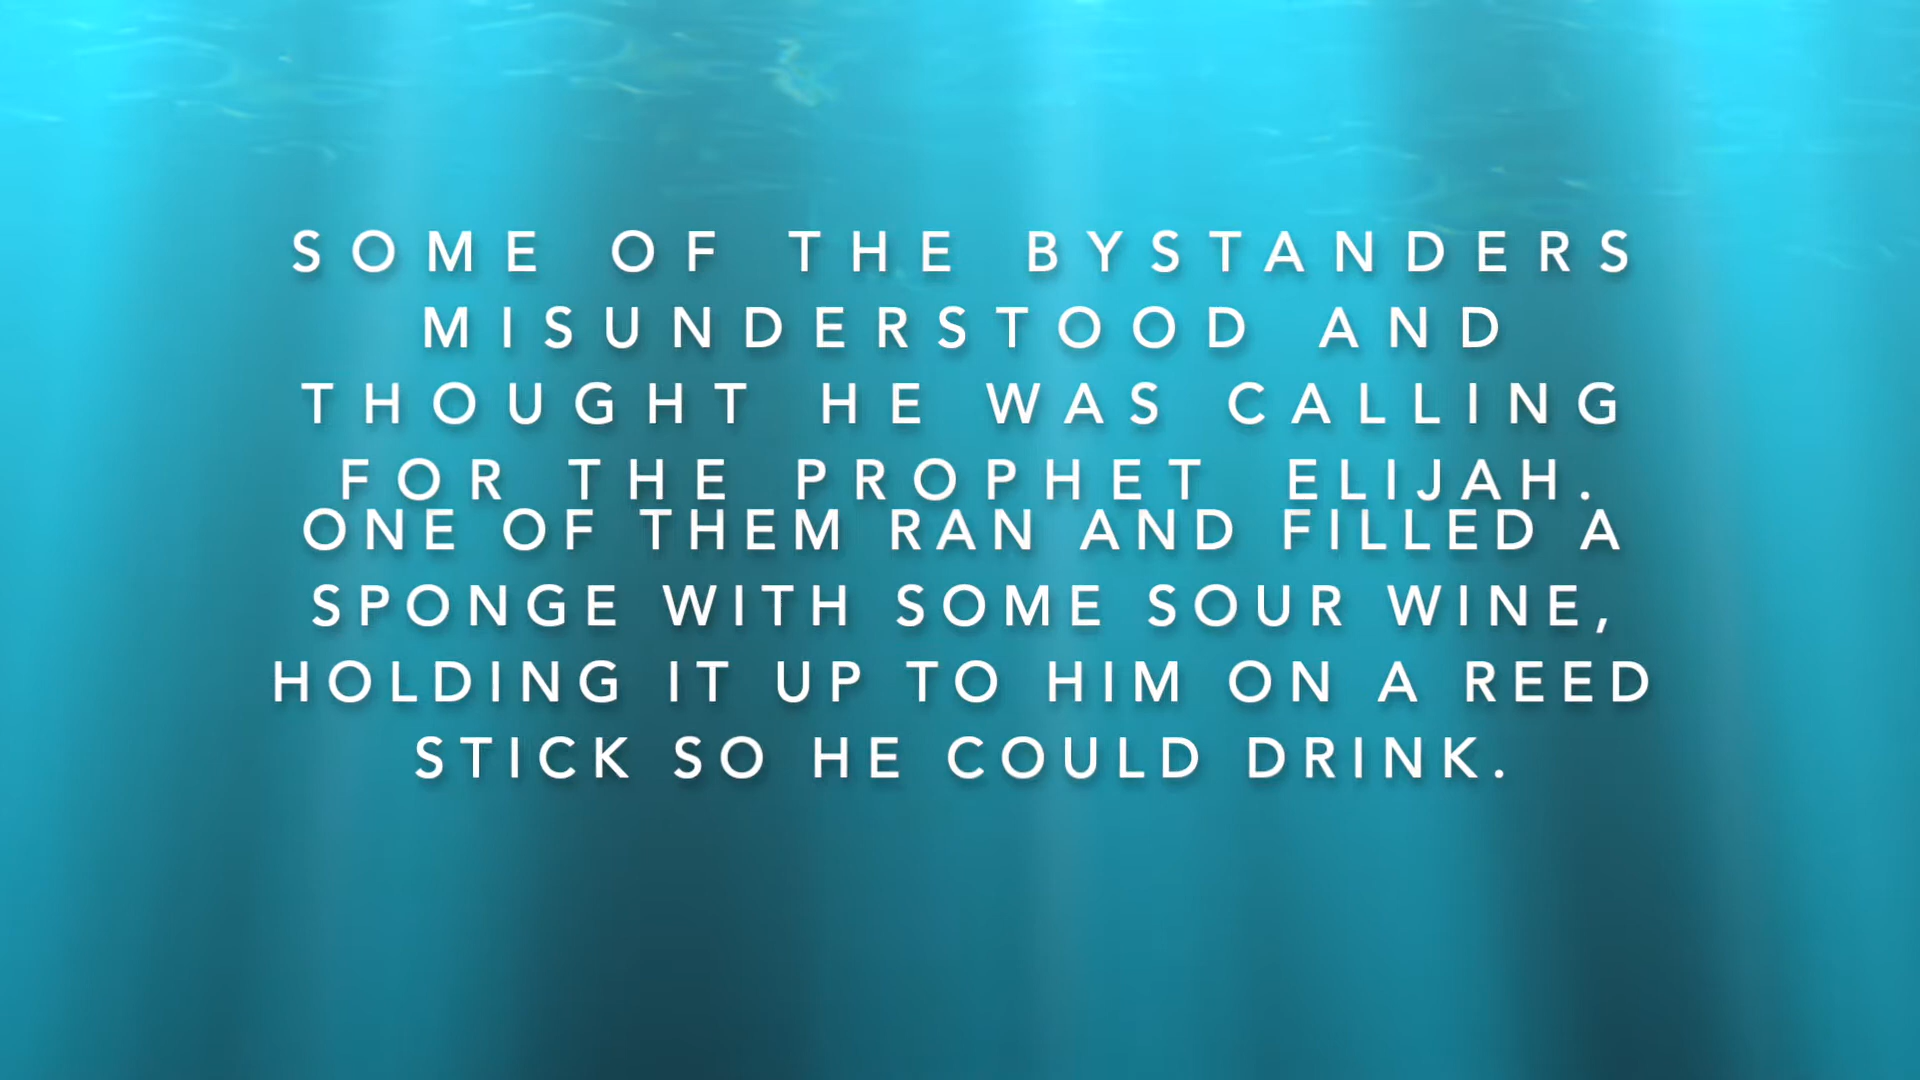 SOME OF THE BYSTANDERS
MISUNDERSTOOD AND
THOUGHT HE WAS CALLING
FOR THE PROPHET ELIJAH.
ONE OF THEM RAN AND FILLED A
SPONGE WITH SOME SOUR WINE,
HOLDING IT UP TO HIM ON A REED
STICK SO HE COULD DRINK.